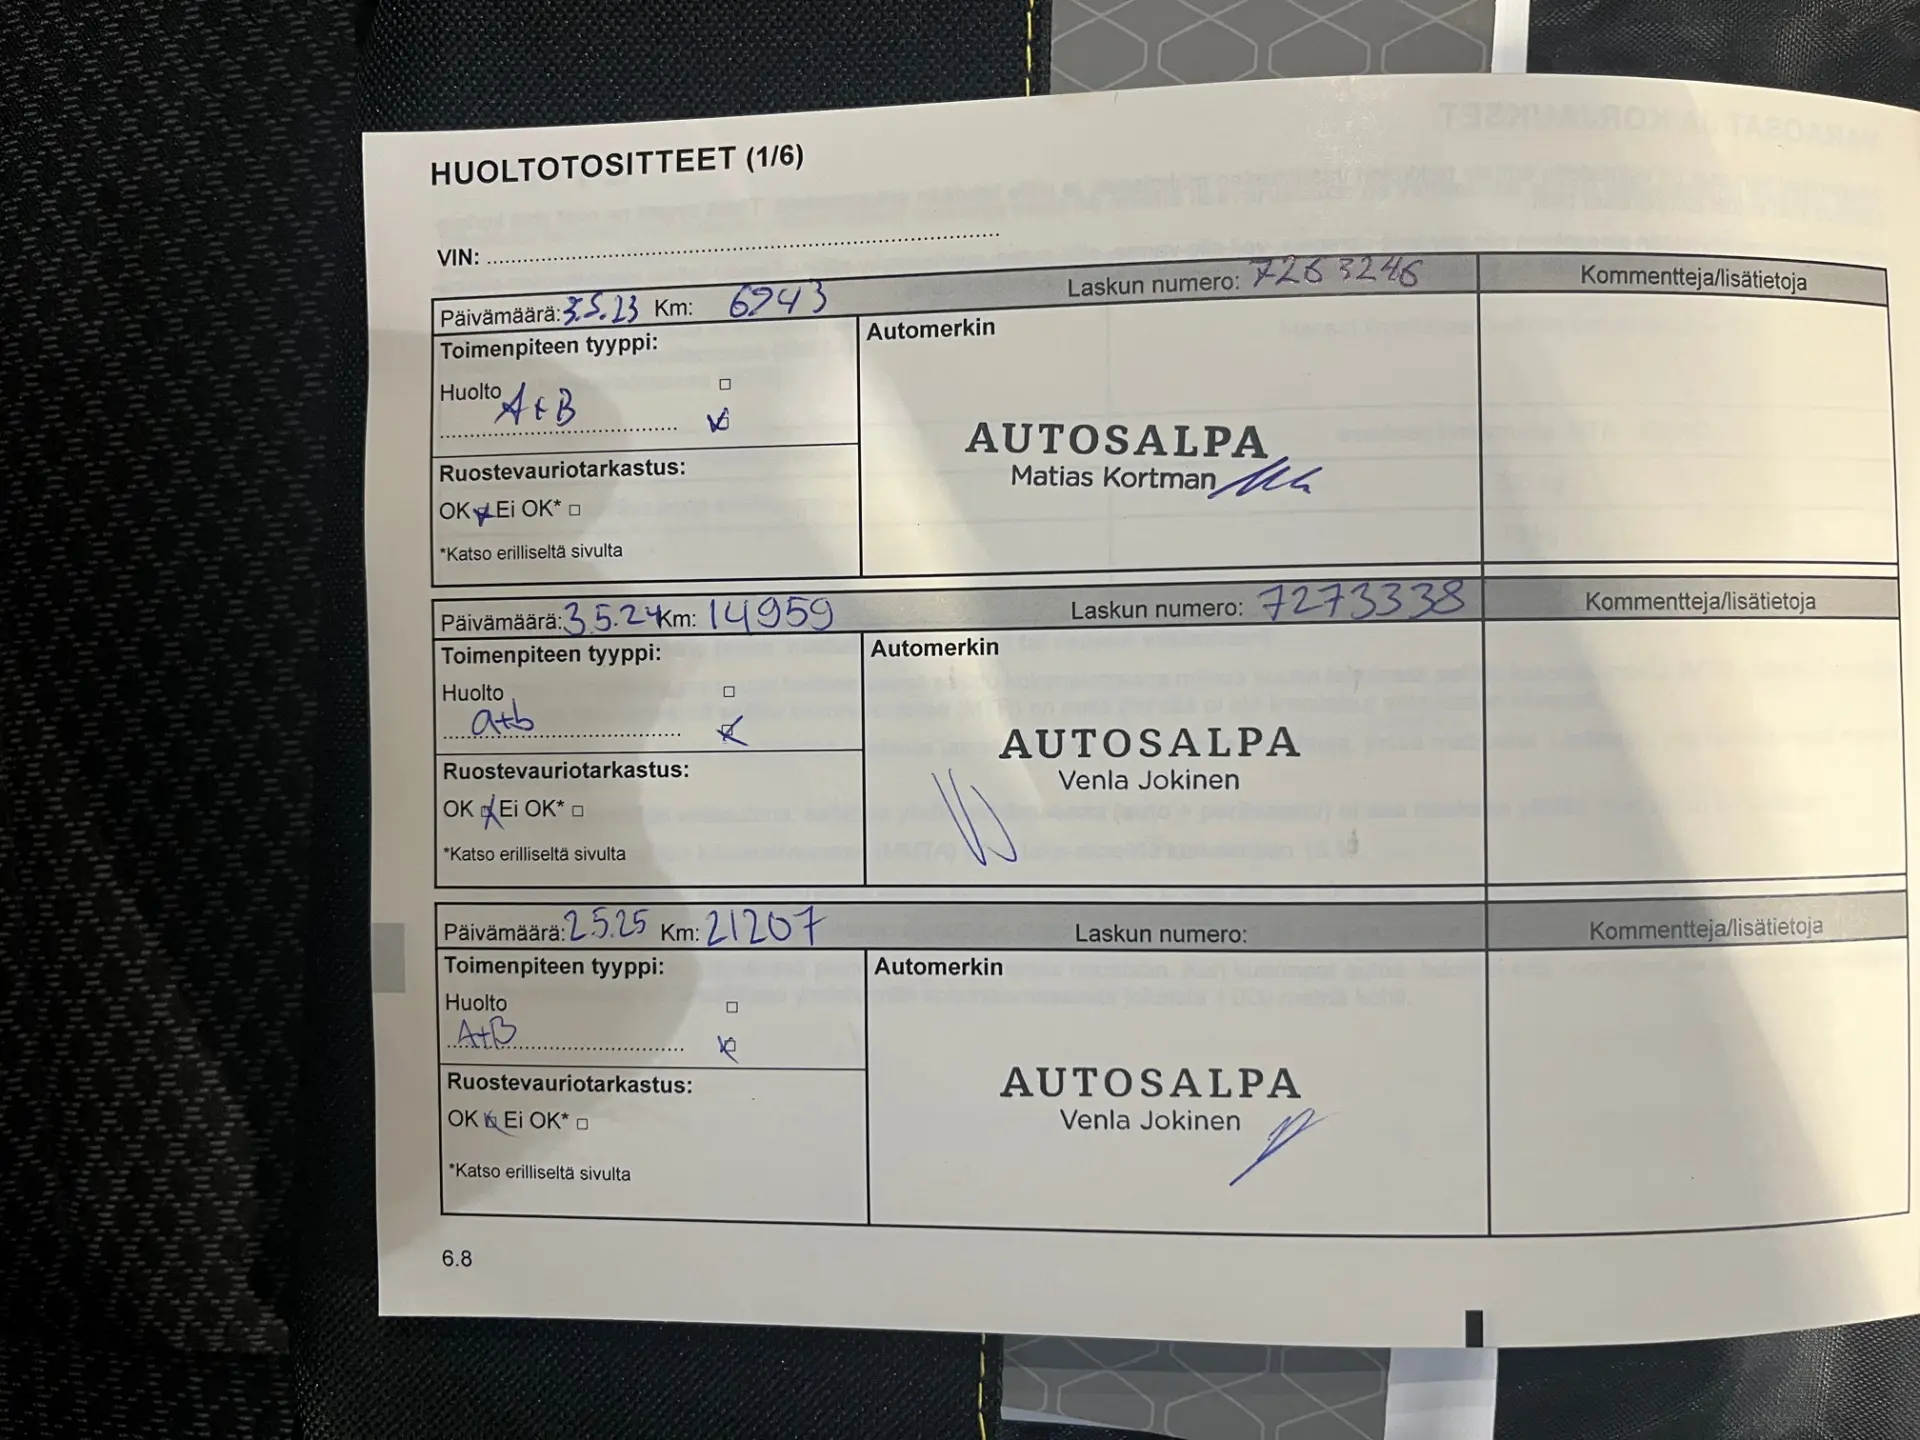 HUOLTOTOSITTEET (1/6)
VIN:
Päivämäärä: 3.5.23 Km: 6943 Laskun numero: 7263246 Kommentteja/lisätietoja
Toimenpiteen tyyppi: Automerkin
Huolto
A+B
AUTOSALPA
Matias Kortman
Ruostevauriotarkastus:
OK Ei OK*
*Katso erilliseltä sivulta
Päivämäärä: 3.5.24 Km: 14959 Laskun numero: 7273338 Kommentteja/lisätietoja
Toimenpiteen tyyppi: Automerkin
Huolto
a+b
AUTOSALPA
Venla Jokinen
Ruostevauriotarkastus:
OK Ei OK*
*Katso erilliseltä sivulta
Päivämäärä: 2.5.25 Km: 21207 Laskun numero: Kommentteja/lisätietoja
Toimenpiteen tyyppi: Automerkin
Huolto
A+B
AUTOSALPA
Venla Jokinen
Ruostevauriotarkastus:
OK Ei OK*
*Katso erilliseltä sivulta
6.8